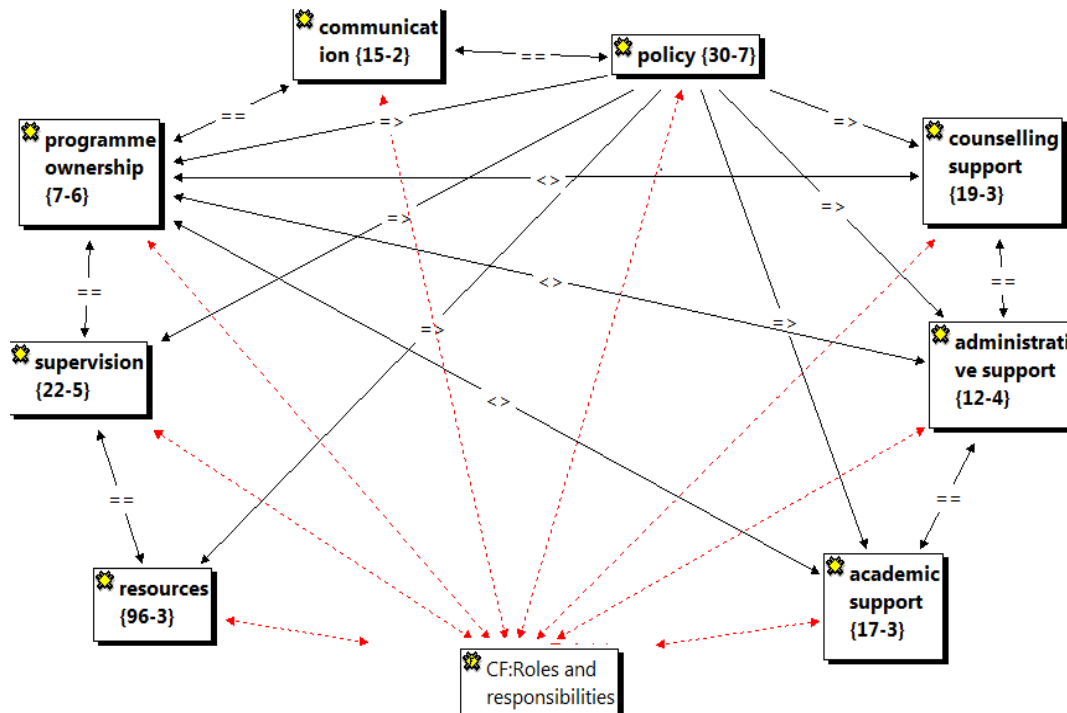 communicat
ion {15-2}
==
policy {30-7}
==
=>
=>
programme
ownership
{7-6}
counselling
support
{19-3}
<>
=>
=>
==
==
<>
=>
=>
supervision
{22-5}
administrati
ve support
{12-4}
<>
==
==
resources
{96-3}
academic
support
{17-3}
CF:Roles and
responsibilities